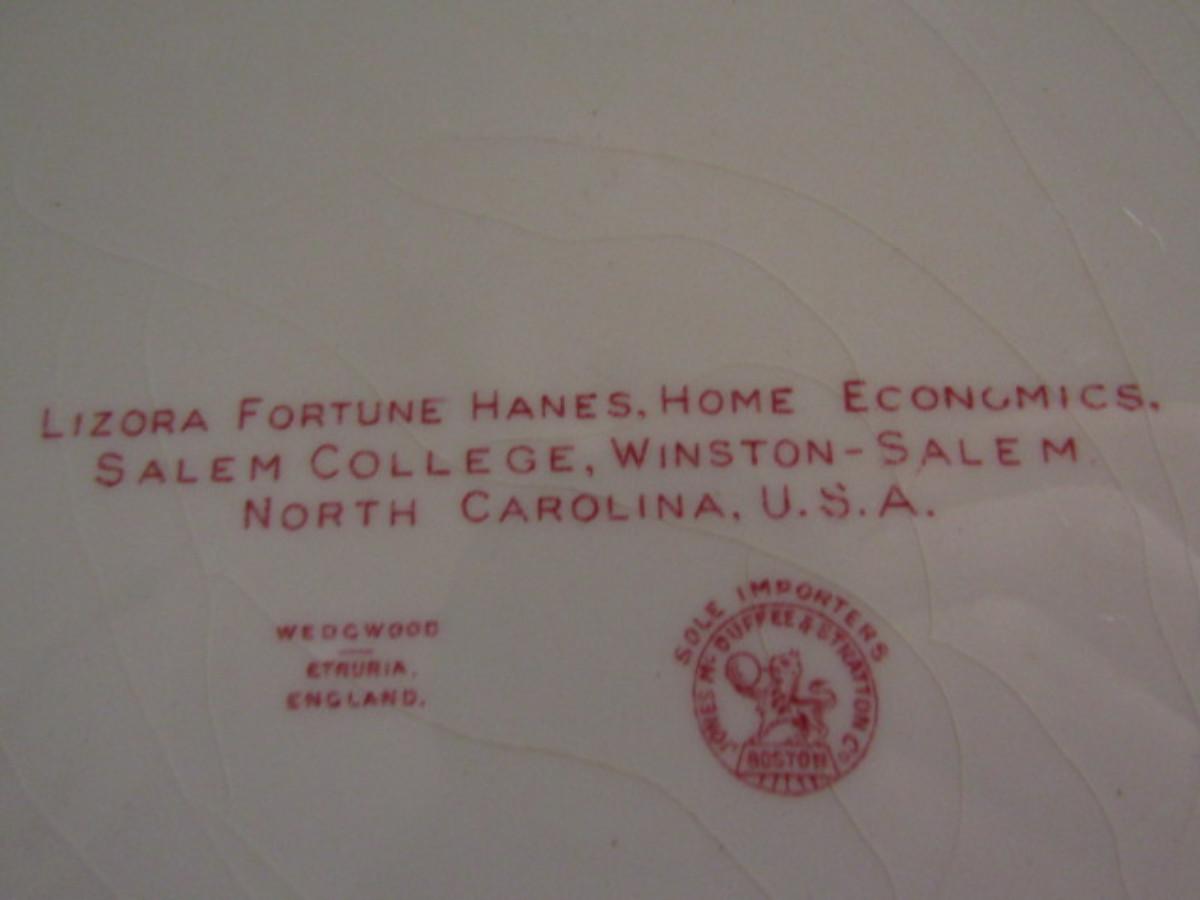 LIZORA FORTUNE HANES, HOME ECONOMICS,
SALEM COLLEGE, WINSTON-SALEM
NORTH CAROLINA, U.S.A.
WEDGWOOD
ETRURIA,
ENGLAND.
SOLE IMPORTERS
JONES Mc DUFFEE & STRATTON Co
BOSTON